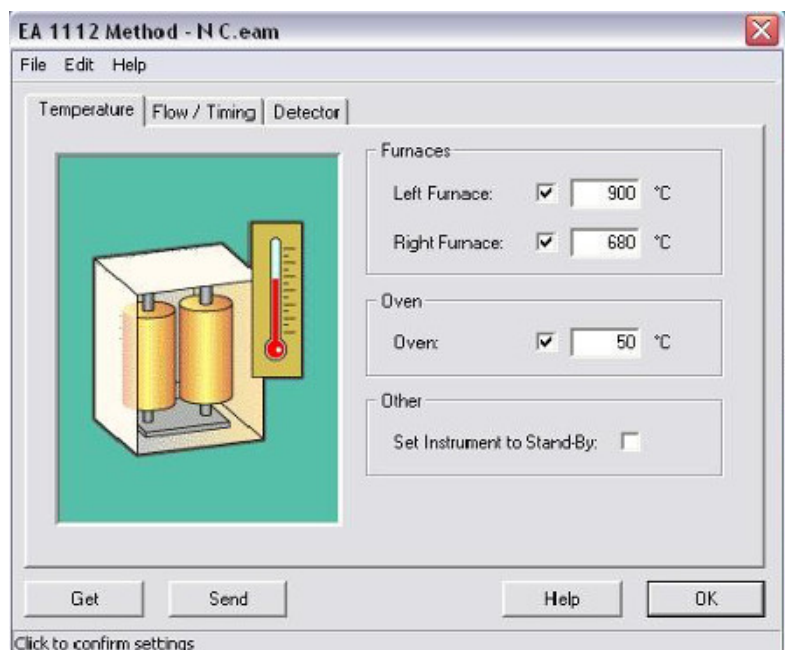 EA 1112 Method - N C.eam
File Edit Help
Temperature Flow / Timing Detector
Furnaces
Left Furnace: 900 °C
Right Furnace: 680 °C
Oven
Oven: 50 °C
Other
Set Instrument to Stand-By:
Get Send Help OK
Click to confirm settings